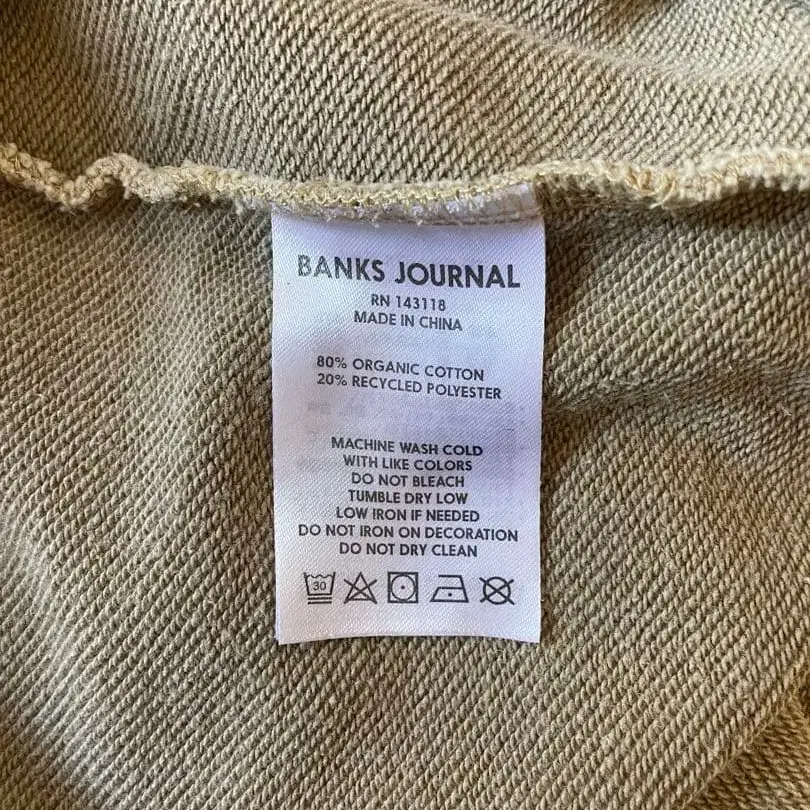 BANKS JOURNAL
RN 143118
MADE IN CHINA
80% ORGANIC COTTON
20% RECYCLED POLYESTER
MACHINE WASH COLD
WITH LIKE COLORS
DO NOT BLEACH
TUMBLE DRY LOW
LOW IRON IF NEEDED
DO NOT IRON ON DECORATION
DO NOT DRY CLEAN
30